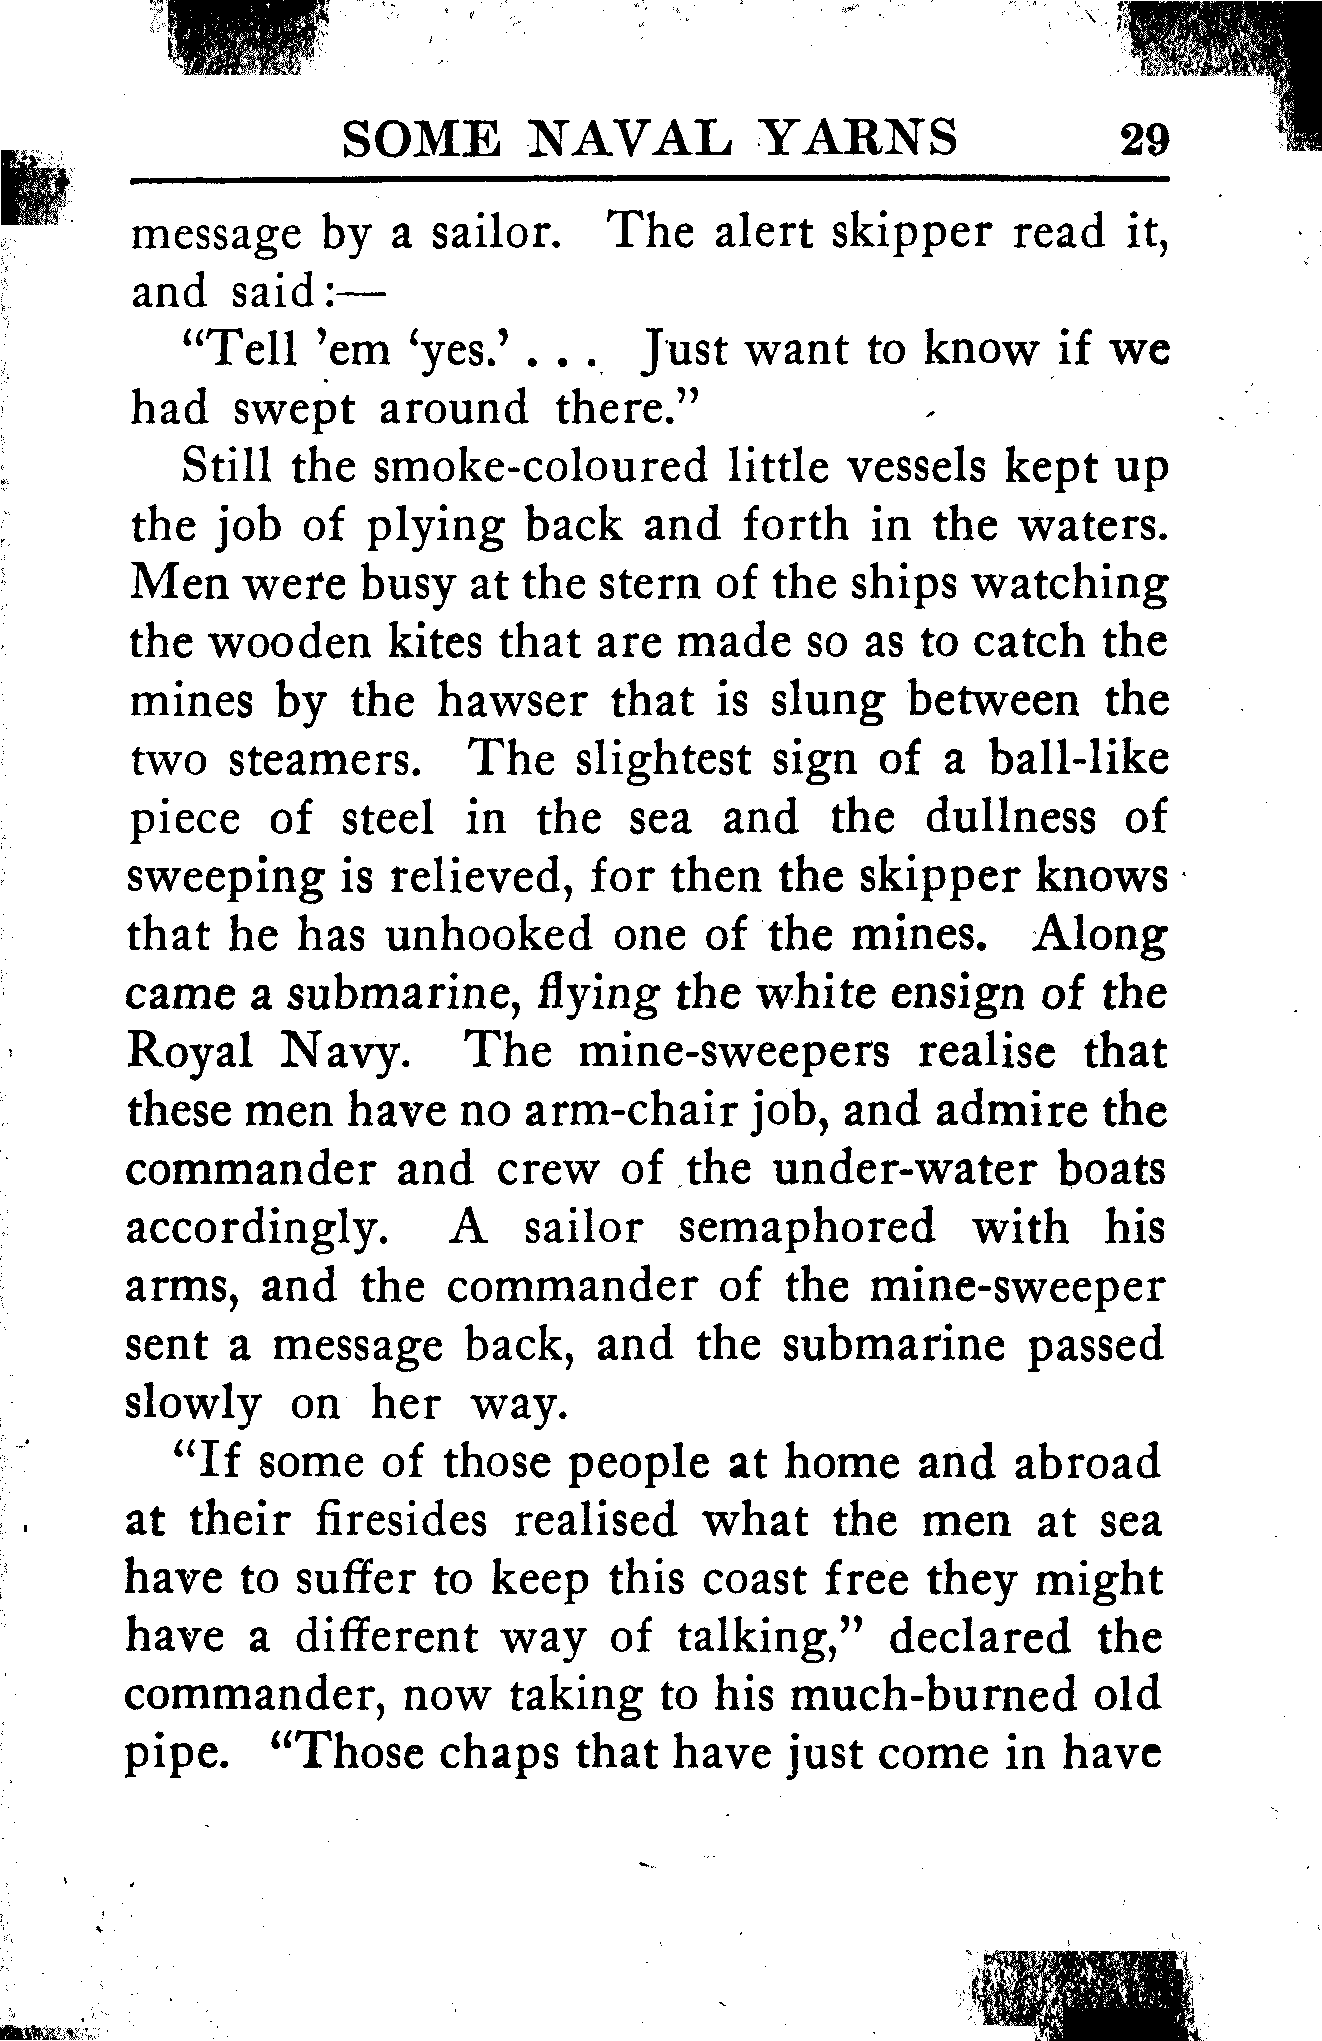 SOME NAVAL YARNS 29
message by a sailor. The alert skipper read it,
and said:—
“Tell ’em ‘yes.’ . . . Just want to know if we
had swept around there.”
Still the smoke-coloured little vessels kept up
the job of plying back and forth in the waters.
Men were busy at the stern of the ships watching
the wooden kites that are made so as to catch the
mines by the hawser that is slung between the
two steamers. The slightest sign of a ball-like
piece of steel in the sea and the dullness of
sweeping is relieved, for then the skipper knows
that he has unhooked one of the mines. Along
came a submarine, flying the white ensign of the
Royal Navy. The mine-sweepers realise that
these men have no arm-chair job, and admire the
commander and crew of the under-water boats
accordingly. A sailor semaphored with his
arms, and the commander of the mine-sweeper
sent a message back, and the submarine passed
slowly on her way.
“If some of those people at home and abroad
at their firesides realised what the men at sea
have to suffer to keep this coast free they might
have a different way of talking,” declared the
commander, now taking to his much-burned old
pipe. “Those chaps that have just come in have